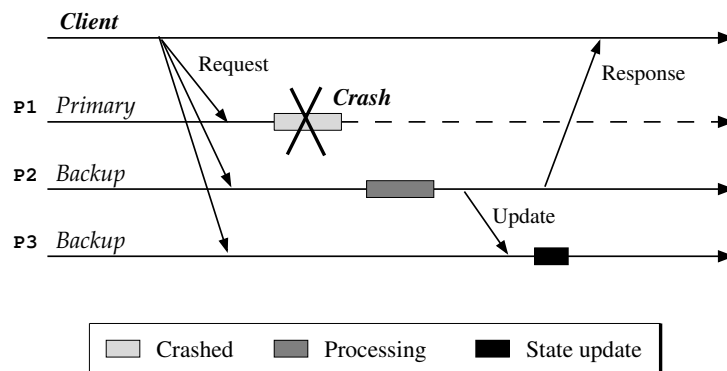 Client
Request
Response
P1 Primary
Crash
P2 Backup
Update
P3 Backup
Crashed Processing State update